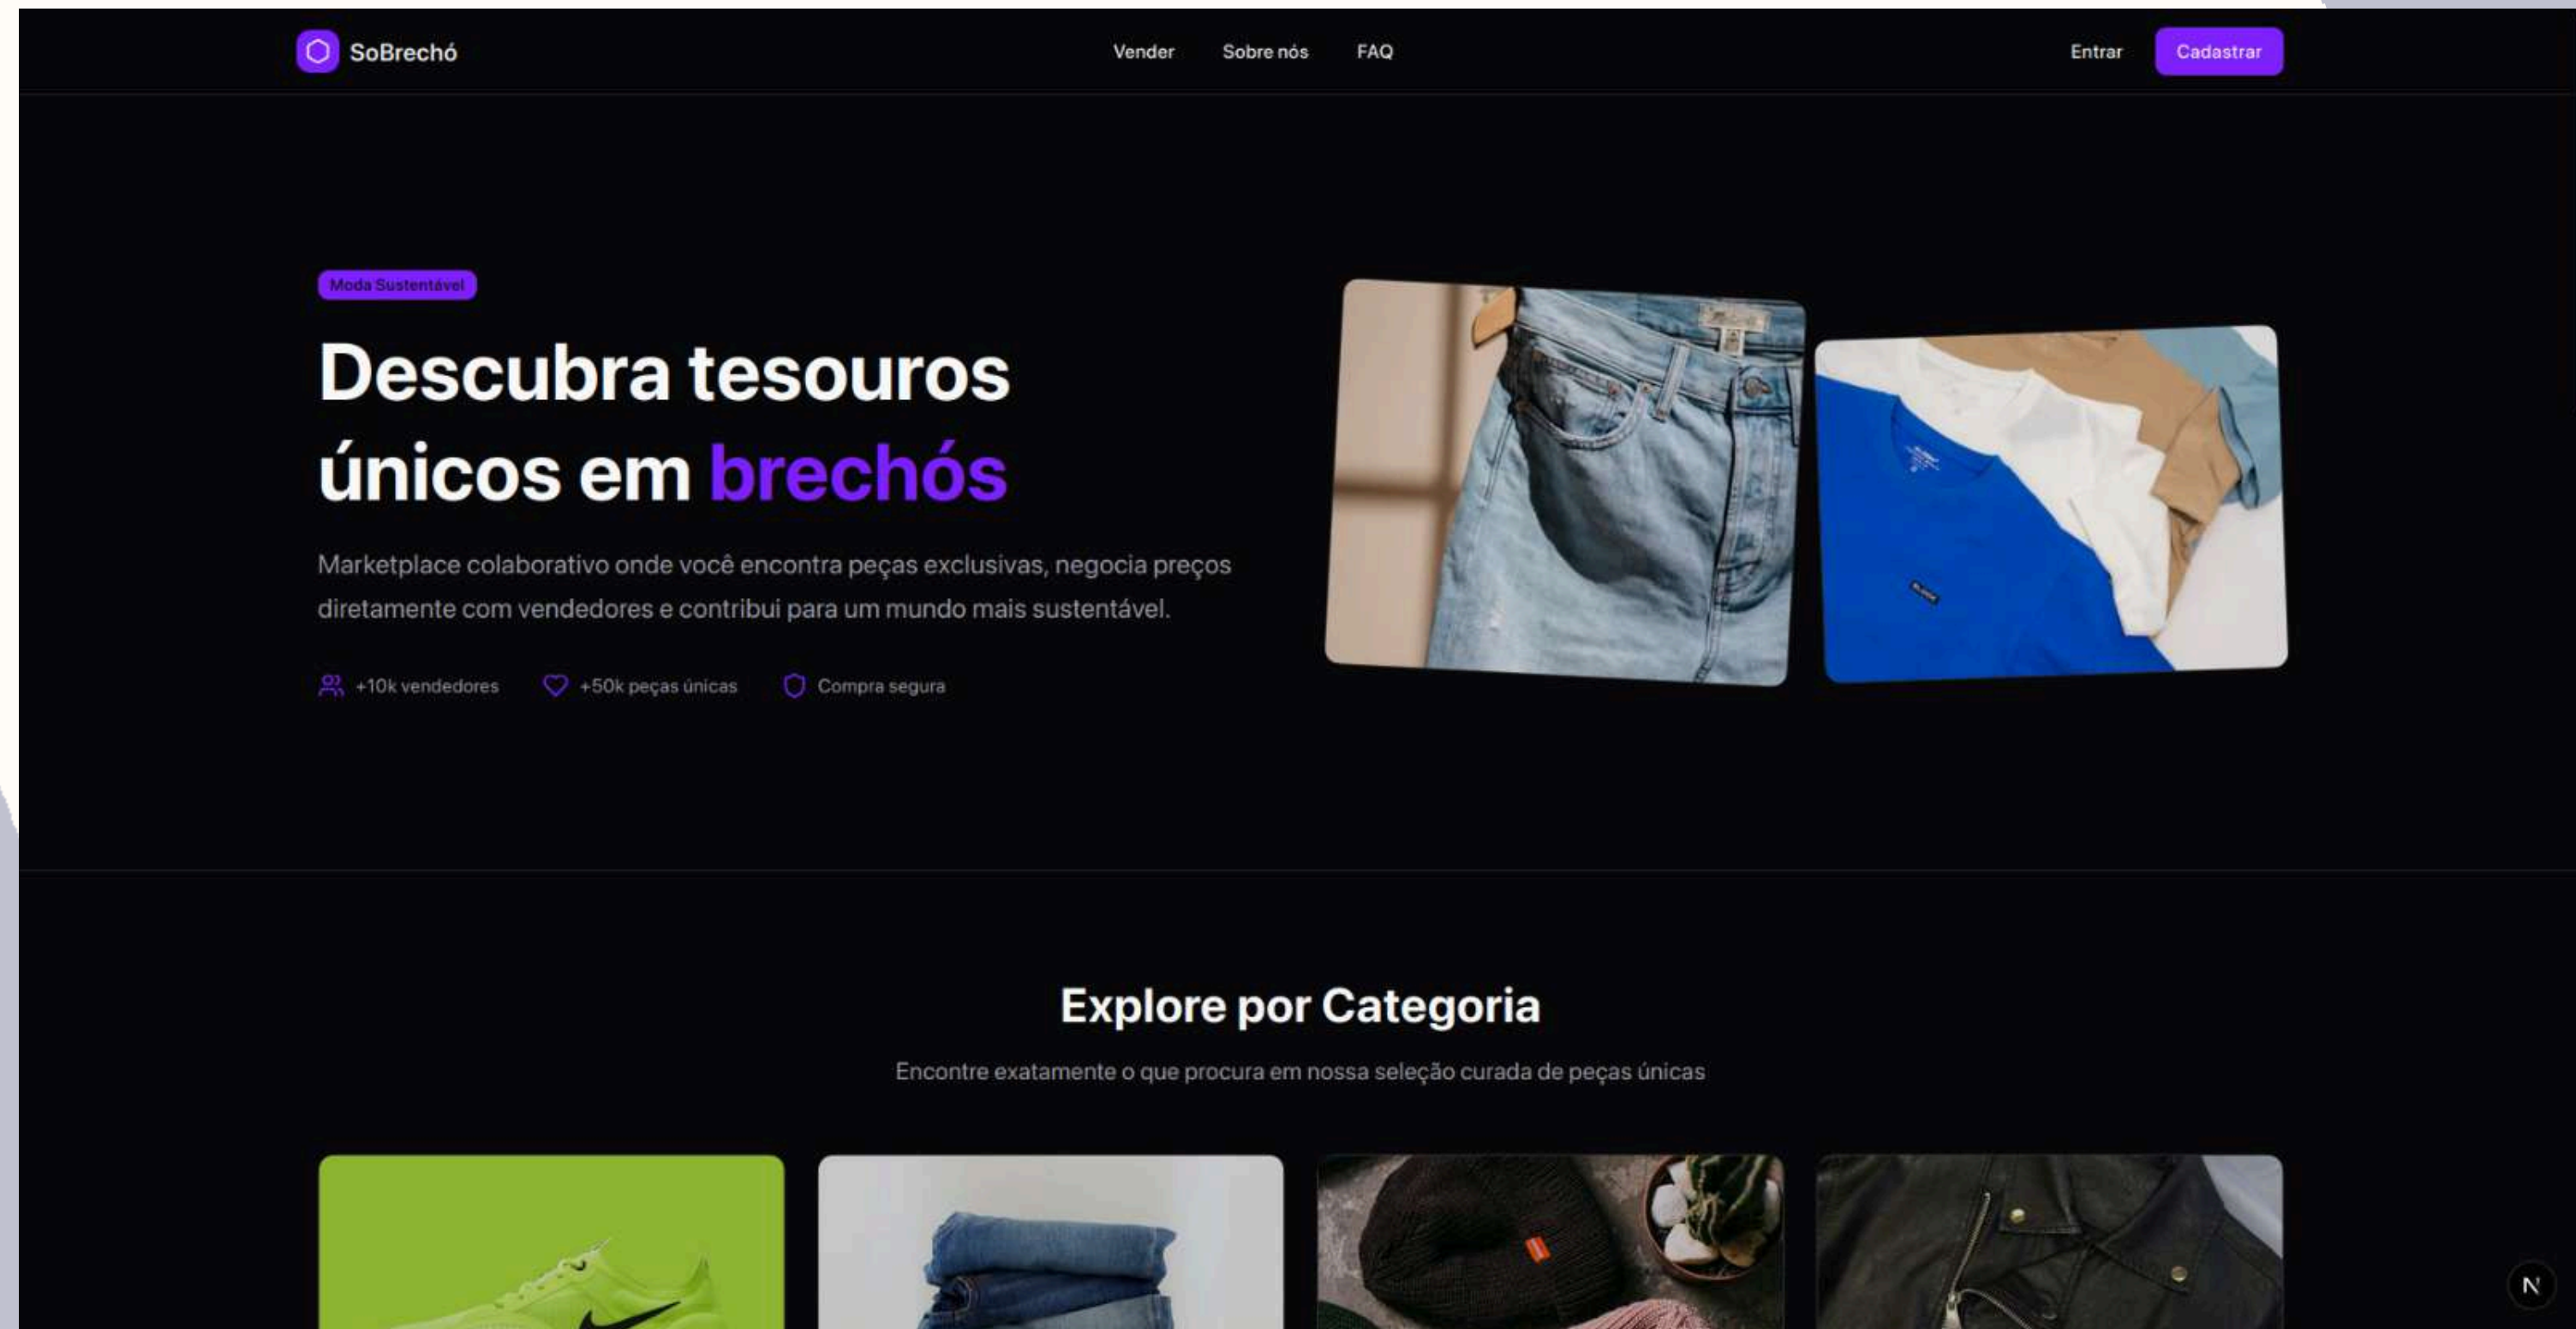 SoBrechó
Vender
Sobre nós
FAQ
Entrar
Cadastrar
Moda Sustentável
Descubra tesouros
únicos em brechós
Marketplace colaborativo onde você encontra peças exclusivas, negocia preços
diretamente com vendedores e contribui para um mundo mais sustentável.
+10k vendedores
+50k peças únicas
Compra segura
Explore por Categoria
Encontre exatamente o que procura em nossa seleção curada de peças únicas
N